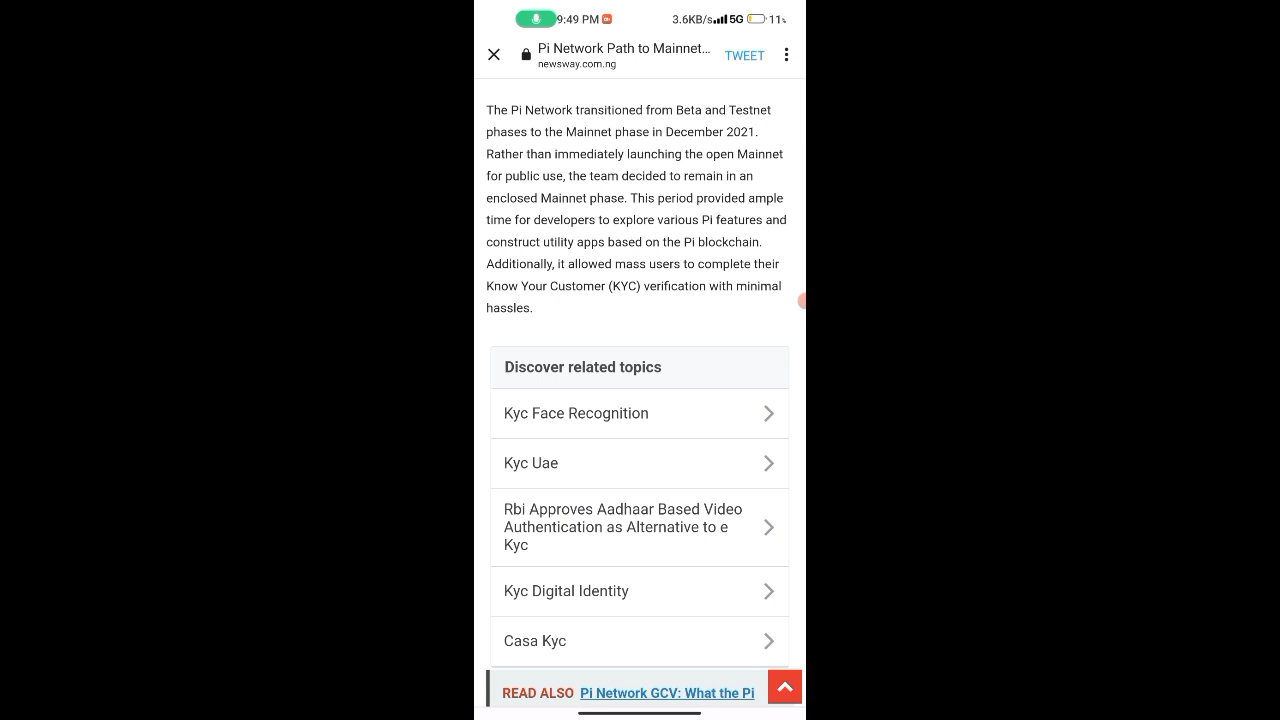 9:49 PM
3.6KB/s 5G 11%
Pi Network Path to Mainnet...
newsway.com.ng
TWEET
The Pi Network transitioned from Beta and Testnet
phases to the Mainnet phase in December 2021.
Rather than immediately launching the open Mainnet
for public use, the team decided to remain in an
enclosed Mainnet phase. This period provided ample
time for developers to explore various Pi features and
construct utility apps based on the Pi blockchain.
Additionally, it allowed mass users to complete their
Know Your Customer (KYC) verification with minimal
hassles.
Discover related topics
Kyc Face Recognition
Kyc Uae
Rbi Approves Aadhaar Based Video
Authentication as Alternative to e
Kyc
Kyc Digital Identity
Casa Kyc
READ ALSO Pi Network GCV: What the Pi